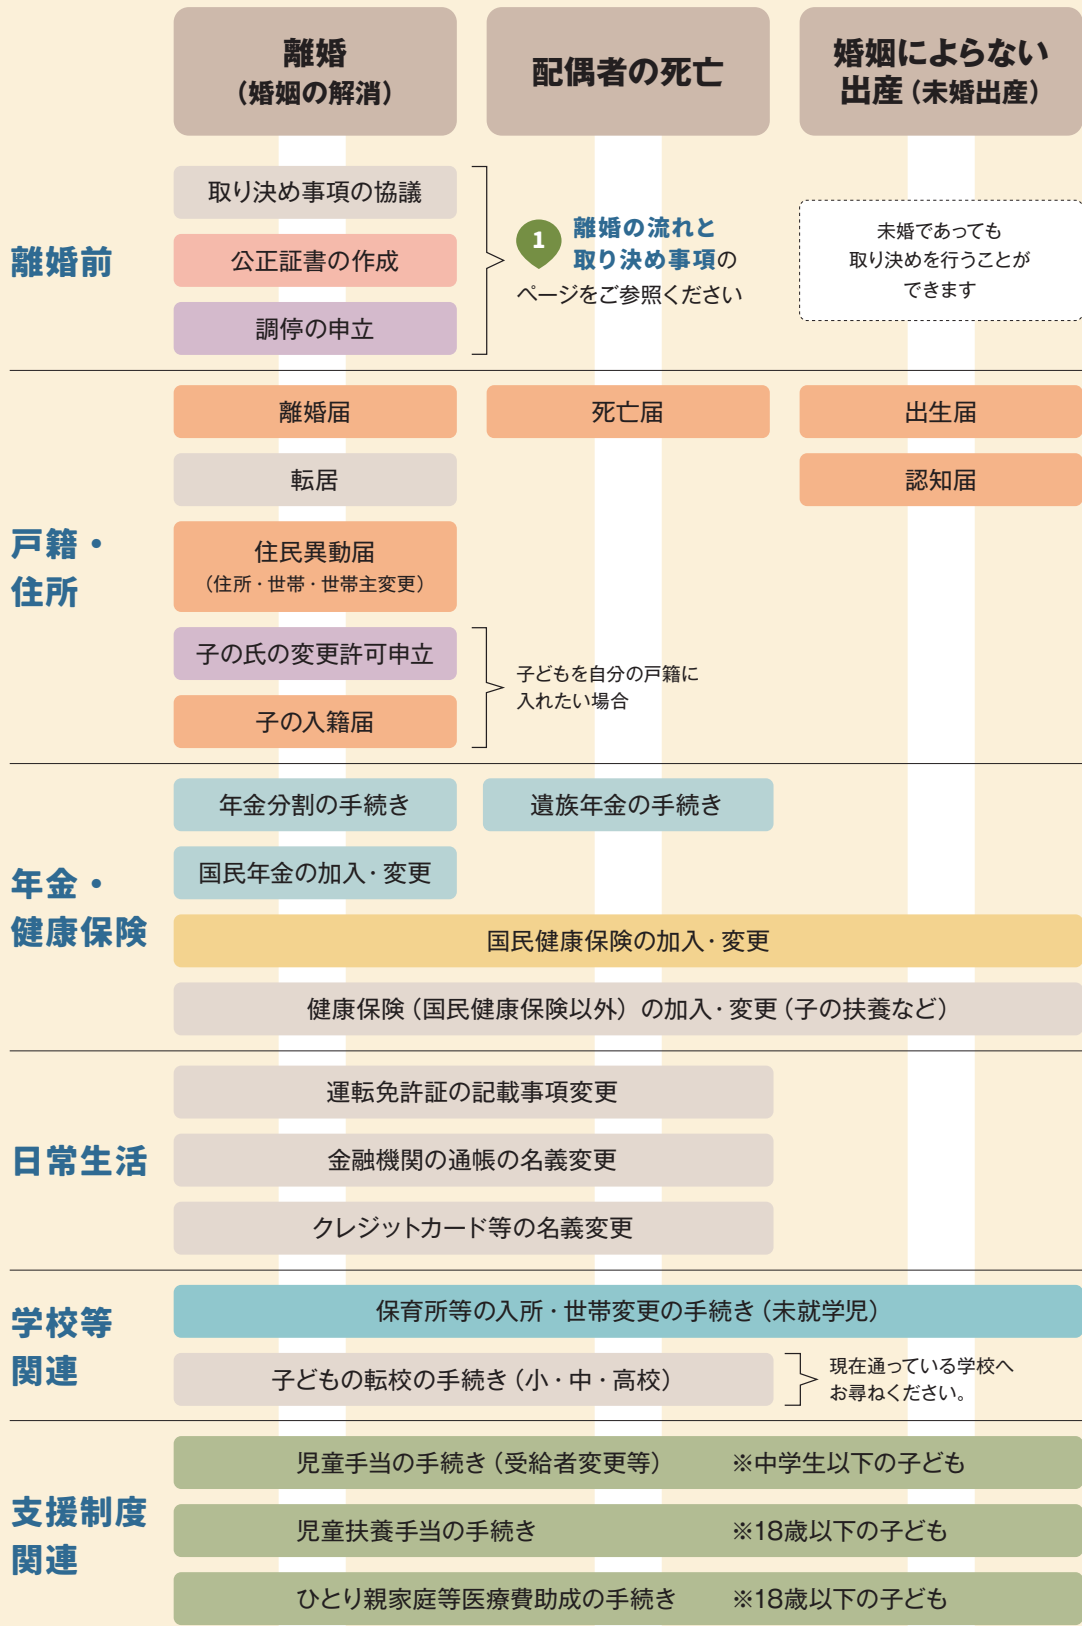 離婚
（婚姻の解消）
配偶者の死亡
婚姻によらない
出産（未婚出産）
離婚前
取り決め事項の協議
公正証書の作成
調停の申立
1 離婚の流れと
取り決め事項の
ページをご参照ください
未婚であっても
取り決めを行うことが
できます
戸籍・
住所
離婚届
死亡届
出生届
転居
認知届
住民異動届
（住所・世帯・世帯主変更）
子の氏の変更許可申立
子の入籍届
子どもを自分の戸籍に
入れたい場合
年金・
健康保険
年金分割の手続き
遺族年金の手続き
国民年金の加入・変更
国民健康保険の加入・変更
健康保険（国民健康保険以外）の加入・変更（子の扶養など）
日常生活
運転免許証の記載事項変更
金融機関の通帳の名義変更
クレジットカード等の名義変更
学校等
関連
保育所等の入所・世帯変更の手続き（未就学児）
子どもの転校の手続き（小・中・高校）
現在通っている学校へ
お尋ねください。
支援制度
関連
児童手当の手続き（受給者変更等） ※中学生以下の子ども
児童扶養手当の手続き ※18歳以下の子ども
ひとり親家庭等医療費助成の手続き ※18歳以下の子ども